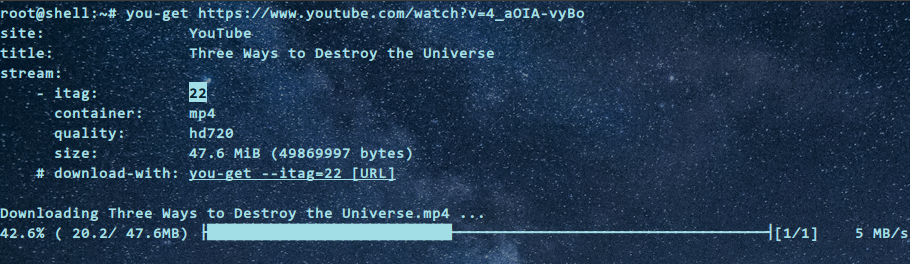 root@shell:~# you-get https://www.youtube.com/watch?v=4_aOIA-vyBo
site: YouTube
title: Three Ways to Destroy the Universe
stream:
- itag: 22
container: mp4
quality: hd720
size: 47.6 MiB (49869997 bytes)
# download-with: you-get --itag=22 [URL]
Downloading Three Ways to Destroy the Universe.mp4 ...
42.6% ( 20.2/ 47.6MB) [1/1] 5 MB/s